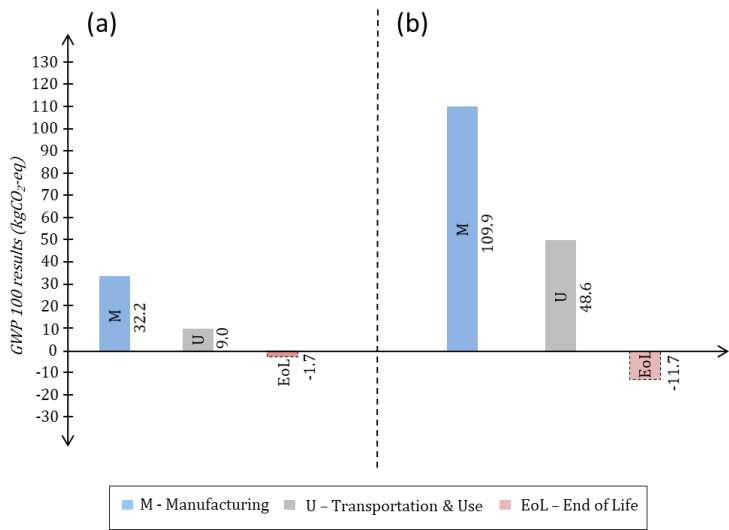 (a)
(b)
GWP 100 results (kgCO₂-eq)
130
120
110
100
90
80
70
60
50
40
30
20
10
0
-10
-20
-30
M
32.2
U
9.0
EoL
-1.7
M
109.9
U
48.6
EoL
-11.7
M - Manufacturing
U – Transportation & Use
EoL – End of Life